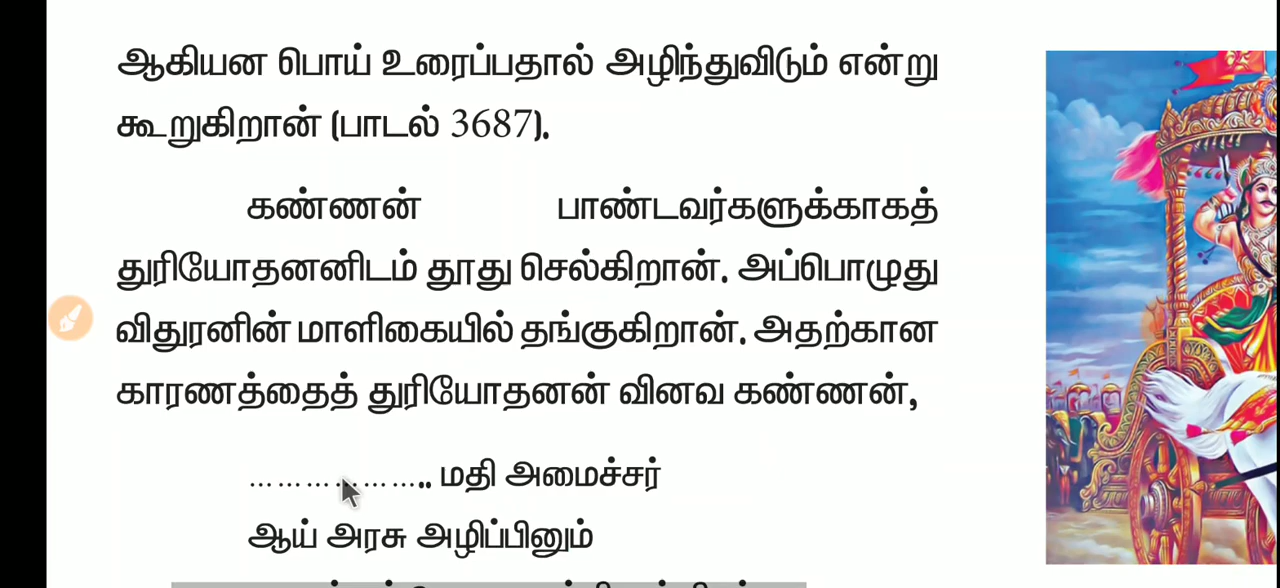 ஆகியன பொய் உரைப்பதால் அழிந்துவிடும் என்று
கூறுகிறான் (பாடல் 3687).
கண்ணன் பாண்டவர்களுக்காகத்
துரியோதனனிடம் தூது செல்கிறான். அப்பொழுது
விதுரனின் மாளிகையில் தங்குகிறான். அதற்கான
காரணத்தைத் துரியோதனன் வினவ கண்ணன்,
……………….. மதி அமைச்சர்
ஆய் அரசு அழிப்பினும்